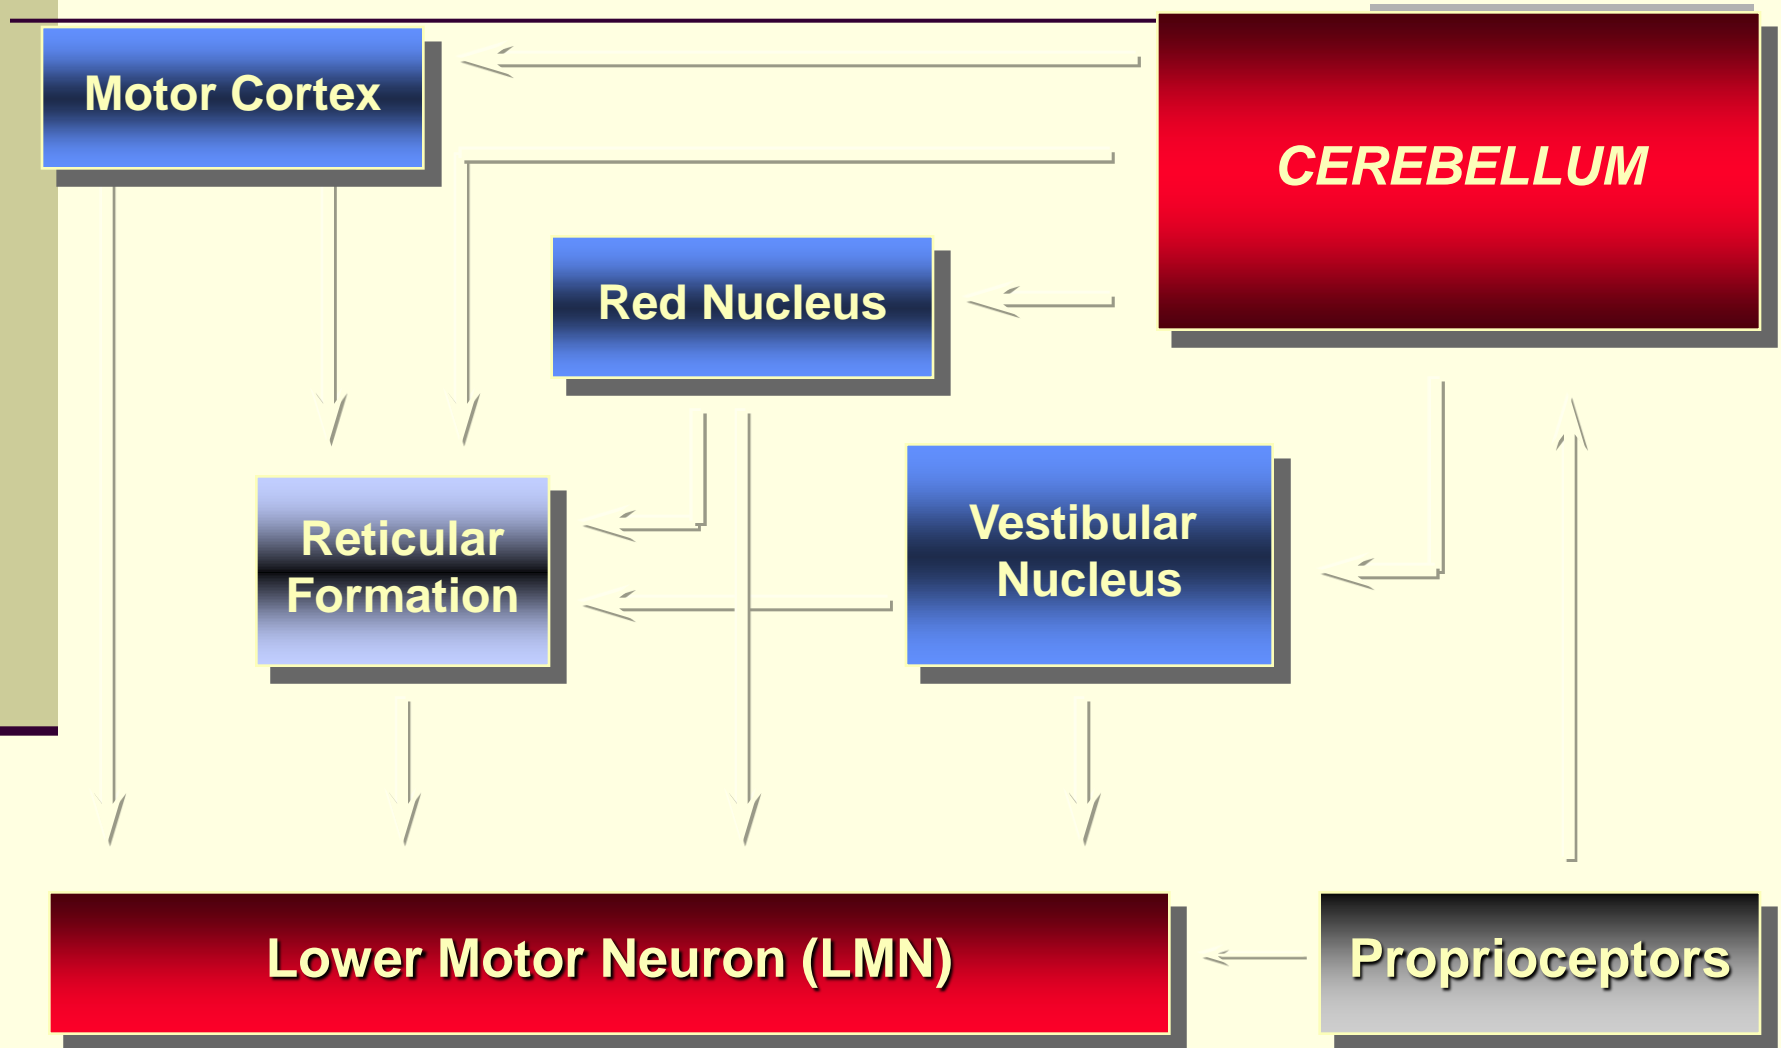 Motor Cortex
CEREBELLUM
Red Nucleus
Vestibular
Nucleus
Reticular
Formation
Lower Motor Neuron (LMN)
Proprioceptors